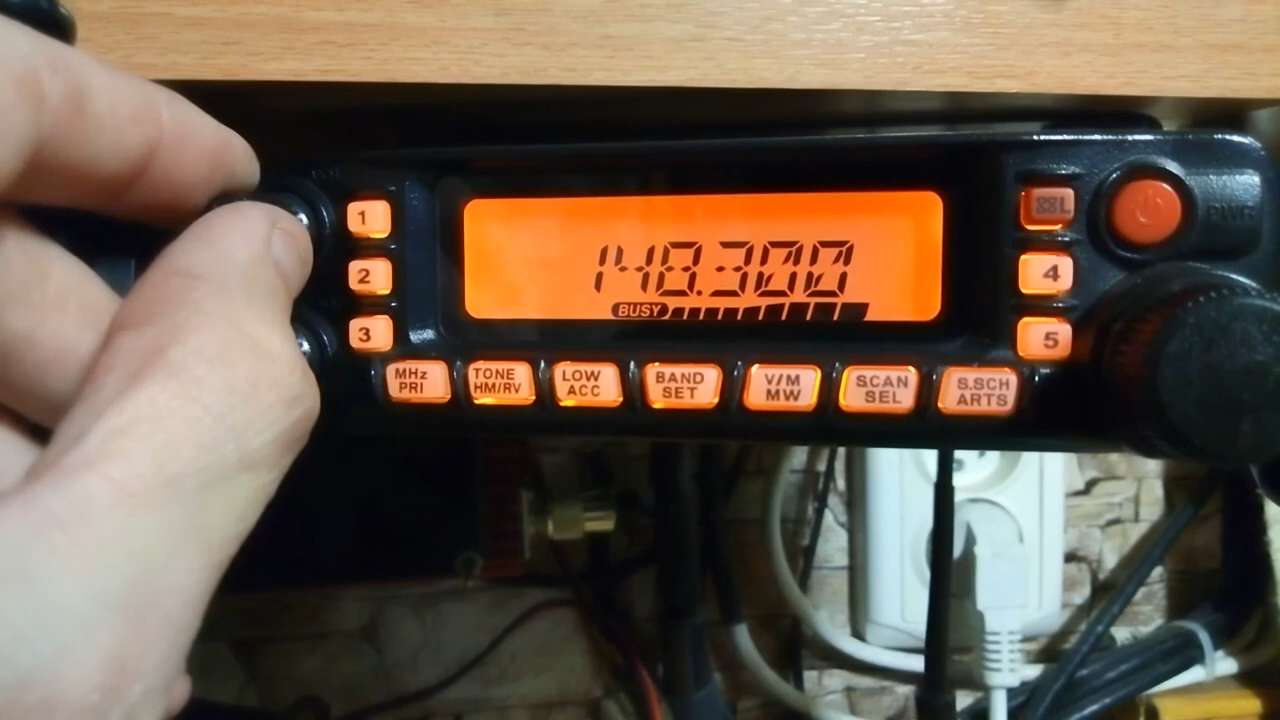 1
148.300
PWR
2
BUSY
4
3
5
MHz
PRI
TONE
HM/RV
LOW
ACC
BAND
SET
V/M
MW
SCAN
SEL
S.SCH
ARTS